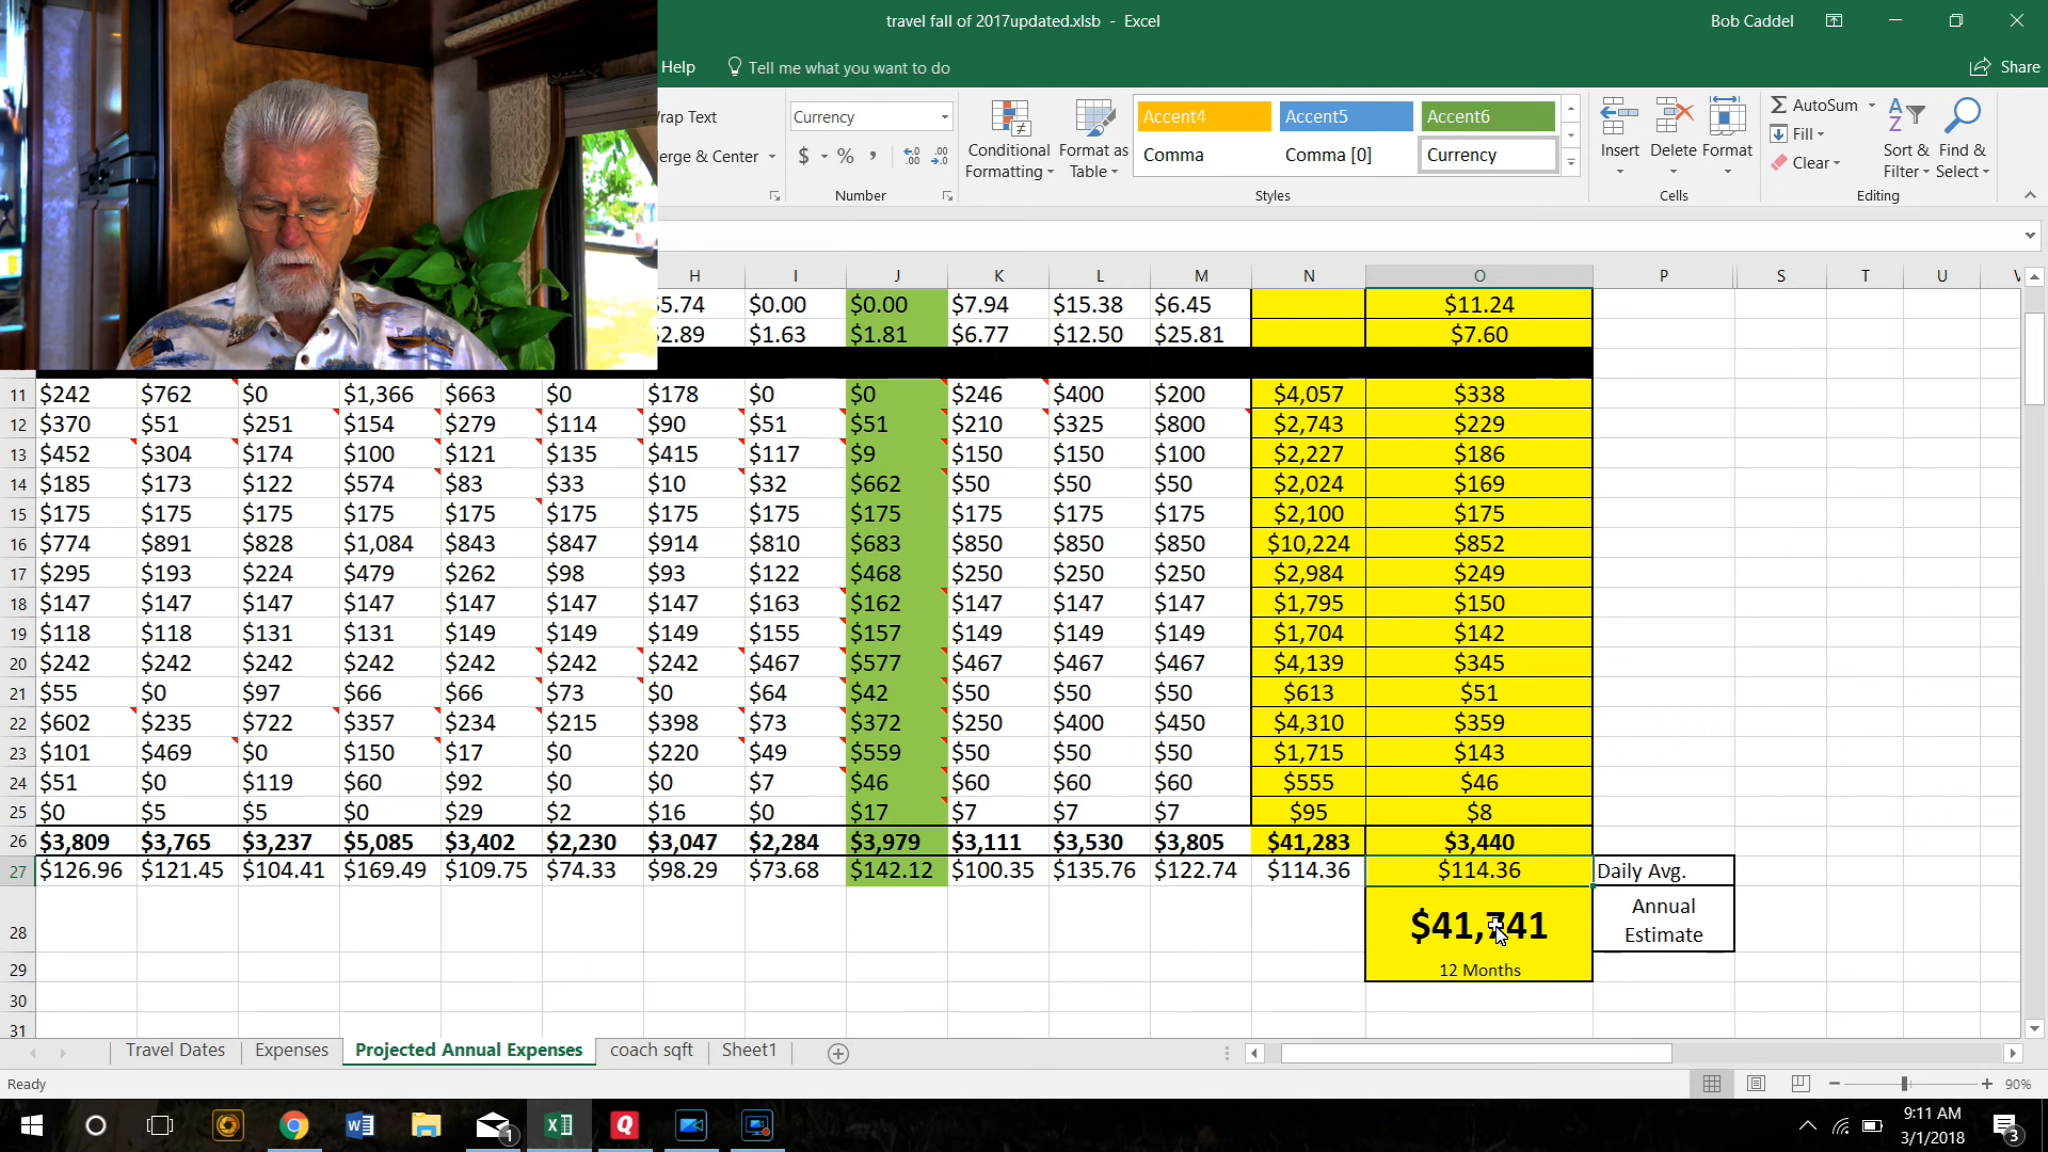 travel fall of 2017updated.xlsb - Excel
Bob Caddel
Help
Tell me what you want to do
Share
rap Text
Currency
Conditional Formatting
Format as Table
Accent4 Accent5 Accent6
Comma Comma [0] Currency
Insert Delete Format
AutoSum
Fill
Clear
Sort & Filter
Find & Select
erge & Center
$ % ,
Number Styles Cells Editing
H I J K L M N O P S T U
5.74 $0.00 $0.00 $7.94 $15.38 $6.45 $11.24
2.89 $1.63 $1.81 $6.77 $12.50 $25.81 $7.60
11 $242 $762 $0 $1,366 $663 $0 $178 $0 $0 $246 $400 $200 $4,057 $338
12 $370 $51 $251 $154 $279 $114 $90 $51 $51 $210 $325 $800 $2,743 $229
13 $452 $304 $174 $100 $121 $135 $415 $117 $9 $150 $150 $100 $2,227 $186
14 $185 $173 $122 $574 $83 $33 $10 $32 $662 $50 $50 $50 $2,024 $169
15 $175 $175 $175 $175 $175 $175 $175 $175 $175 $175 $175 $175 $2,100 $175
16 $774 $891 $828 $1,084 $843 $847 $914 $810 $683 $850 $850 $850 $10,224 $852
17 $295 $193 $224 $479 $262 $98 $93 $122 $468 $250 $250 $250 $2,984 $249
18 $147 $147 $147 $147 $147 $147 $147 $163 $162 $147 $147 $147 $1,795 $150
19 $118 $118 $131 $131 $149 $149 $149 $155 $157 $149 $149 $149 $1,704 $142
20 $242 $242 $242 $242 $242 $242 $242 $467 $577 $467 $467 $467 $4,139 $345
21 $55 $0 $97 $66 $66 $73 $0 $64 $42 $50 $50 $50 $613 $51
22 $602 $235 $722 $357 $234 $215 $398 $73 $372 $250 $400 $450 $4,310 $359
23 $101 $469 $0 $150 $17 $0 $220 $49 $559 $50 $50 $50 $1,715 $143
24 $51 $0 $119 $60 $92 $0 $0 $7 $46 $60 $60 $60 $555 $46
25 $0 $5 $5 $0 $29 $2 $16 $0 $17 $7 $7 $7 $95 $8
26 $3,809 $3,765 $3,237 $5,085 $3,402 $2,230 $3,047 $2,284 $3,979 $3,111 $3,530 $3,805 $41,283 $3,440
27 $126.96 $121.45 $104.41 $169.49 $109.75 $74.33 $98.29 $73.68 $142.12 $100.35 $135.76 $122.74 $114.36 $114.36 Daily Avg.
28 $41,741 Annual Estimate
29 12 Months
30
31
Travel Dates Expenses Projected Annual Expenses coach sqft Sheet1
Ready
90%
9:11 AM
3/1/2018
1
3